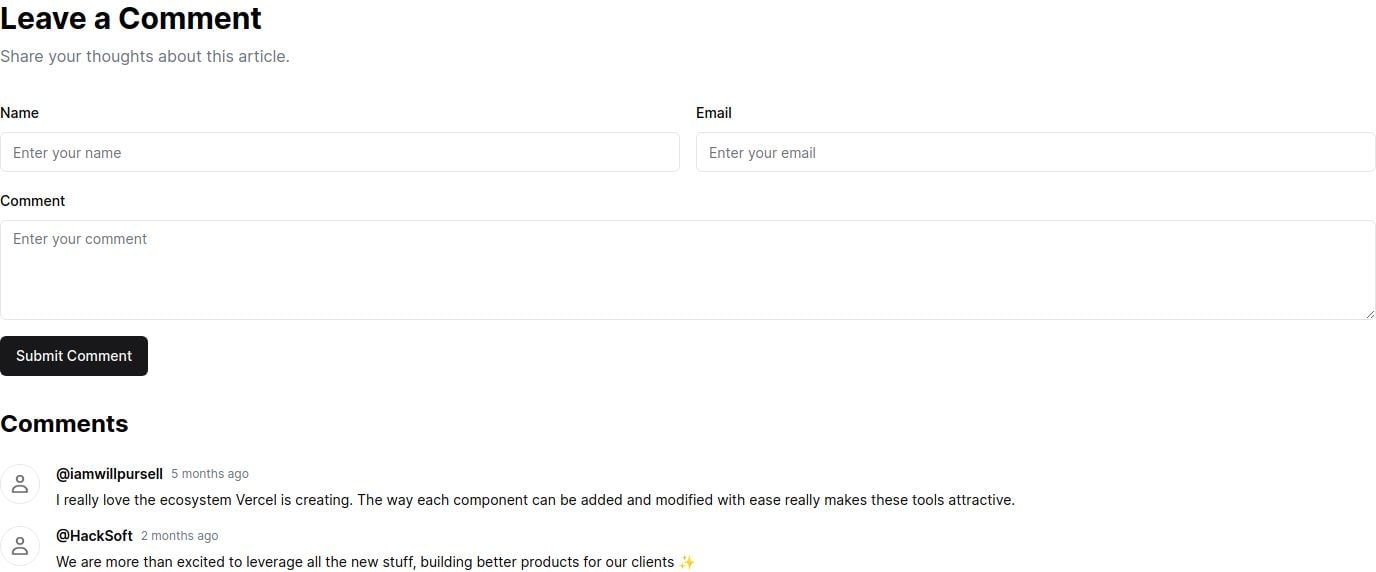 Leave a Comment
Share your thoughts about this article.
Name
Email
Enter your name
Enter your email
Comment
Enter your comment
Submit Comment
Comments
@iamwillpursell 5 months ago
I really love the ecosystem Vercel is creating. The way each component can be added and modified with ease really makes these tools attractive.
@HackSoft 2 months ago
We are more than excited to leverage all the new stuff, building better products for our clients ✨